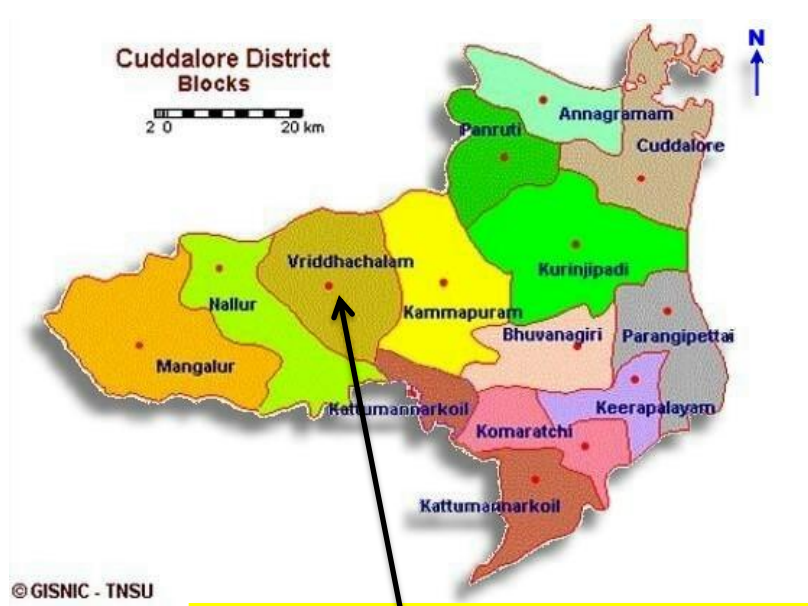 Cuddalore District
Blocks
2 0 20 km
N
Annagramam
Panruti
Cuddalore
Vriddhachalam
Kurinjipadi
Nallur
Kammapuram
Bhuvanagiri
Parangipettai
Mangalur
Kattumannarkoil
Keerapalayam
Komaratchi
Kattumannarkoil
© GISNIC - TNSU